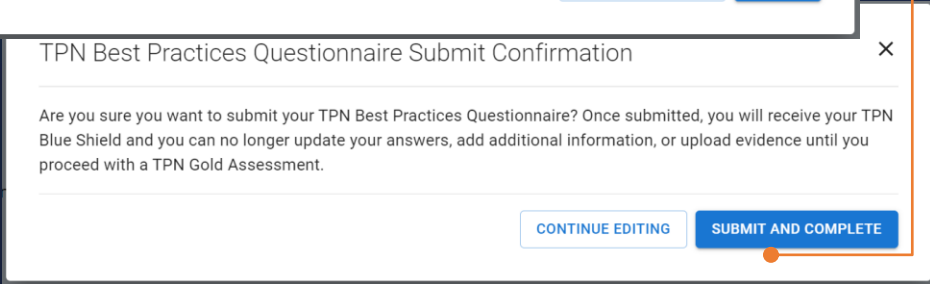 TPN Best Practices Questionnaire Submit Confirmation
Are you sure you want to submit your TPN Best Practices Questionnaire? Once submitted, you will receive your TPN
Blue Shield and you can no longer update your answers, add additional information, or upload evidence until you
proceed with a TPN Gold Assessment.
CONTINUE EDITING SUBMIT AND COMPLETE